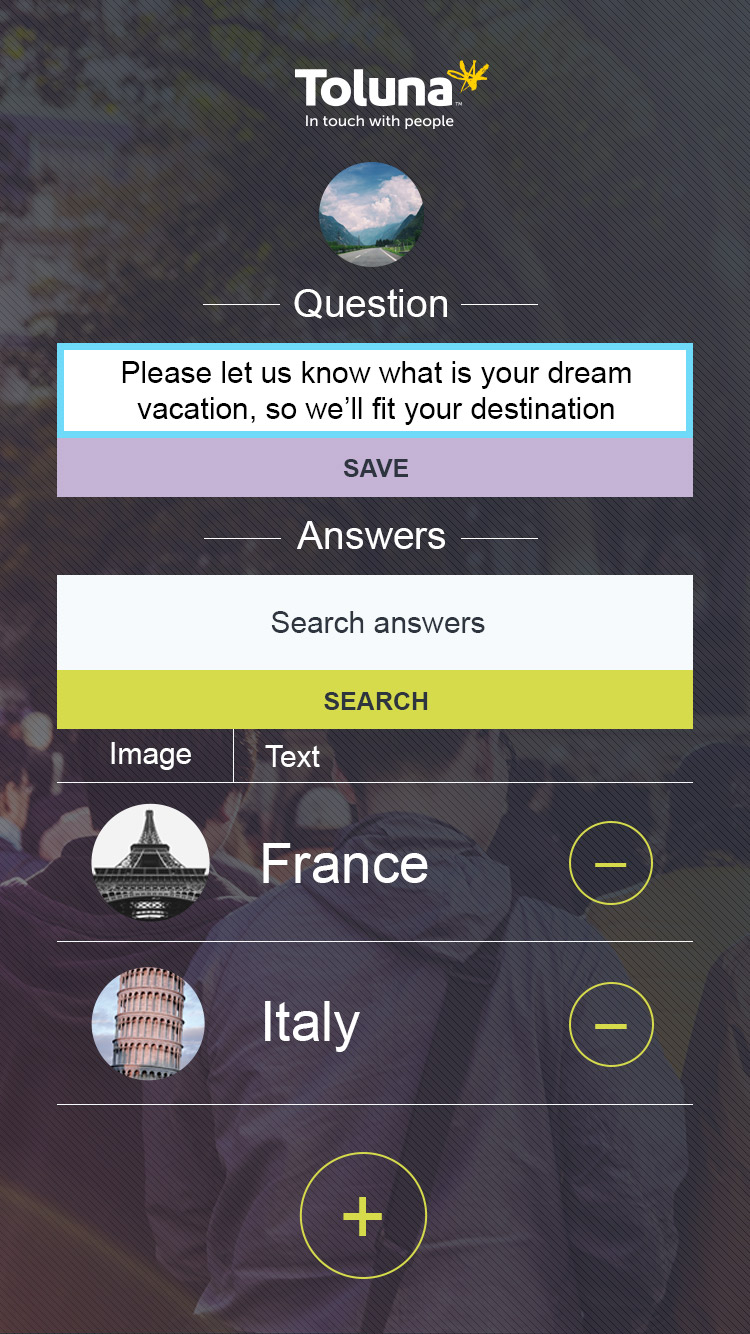 Toluna™
In touch with people
Question
Please let us know what is your dream
vacation, so we’ll fit your destination
SAVE
Answers
Search answers
SEARCH
Image Text
France
Italy